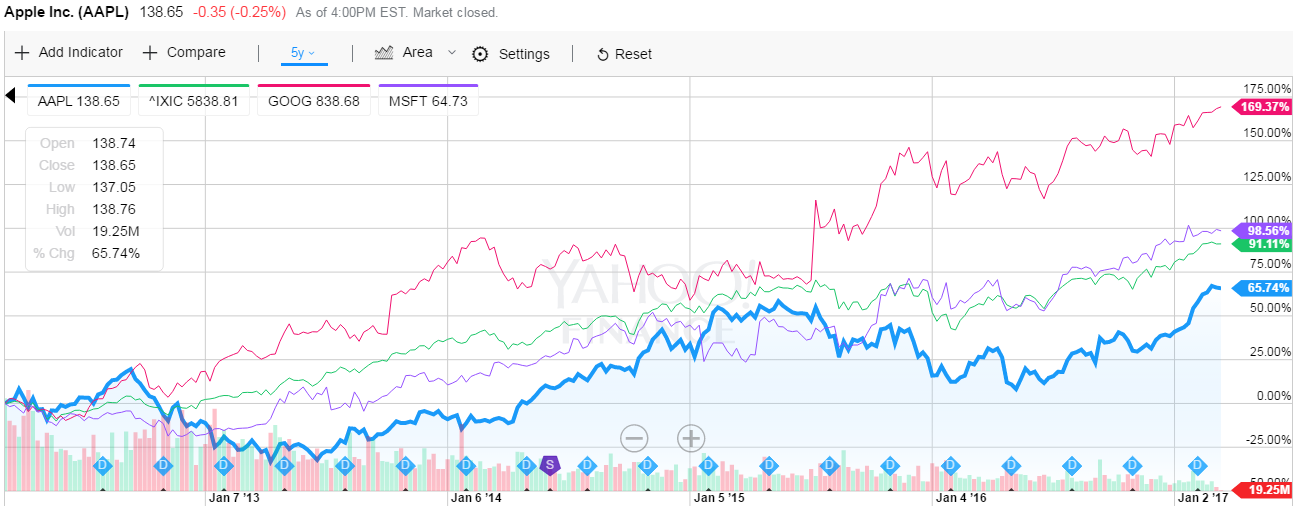 Apple Inc. (AAPL) 138.65 -0.35 (-0.25%) As of 4:00PM EST. Market closed.
Add Indicator Compare 5y Area Settings Reset
AAPL 138.65 ^IXIC 5838.81 GOOG 838.68 MSFT 64.73
Open 138.74
Close 138.65
Low 137.05
High 138.76
Vol 19.25M
% Chg 65.74%
175.00%
169.37%
150.00%
125.00%
100.00%
98.56%
91.11%
75.00%
65.74%
50.00%
25.00%
0.00%
-25.00%
19.25M
YAHOO!
FINANCE
D D D D D D D D S D D D D D D D D D D D D
Jan 7 '13 Jan 6 '14 Jan 5 '15 Jan 4 '16 Jan 2 '17